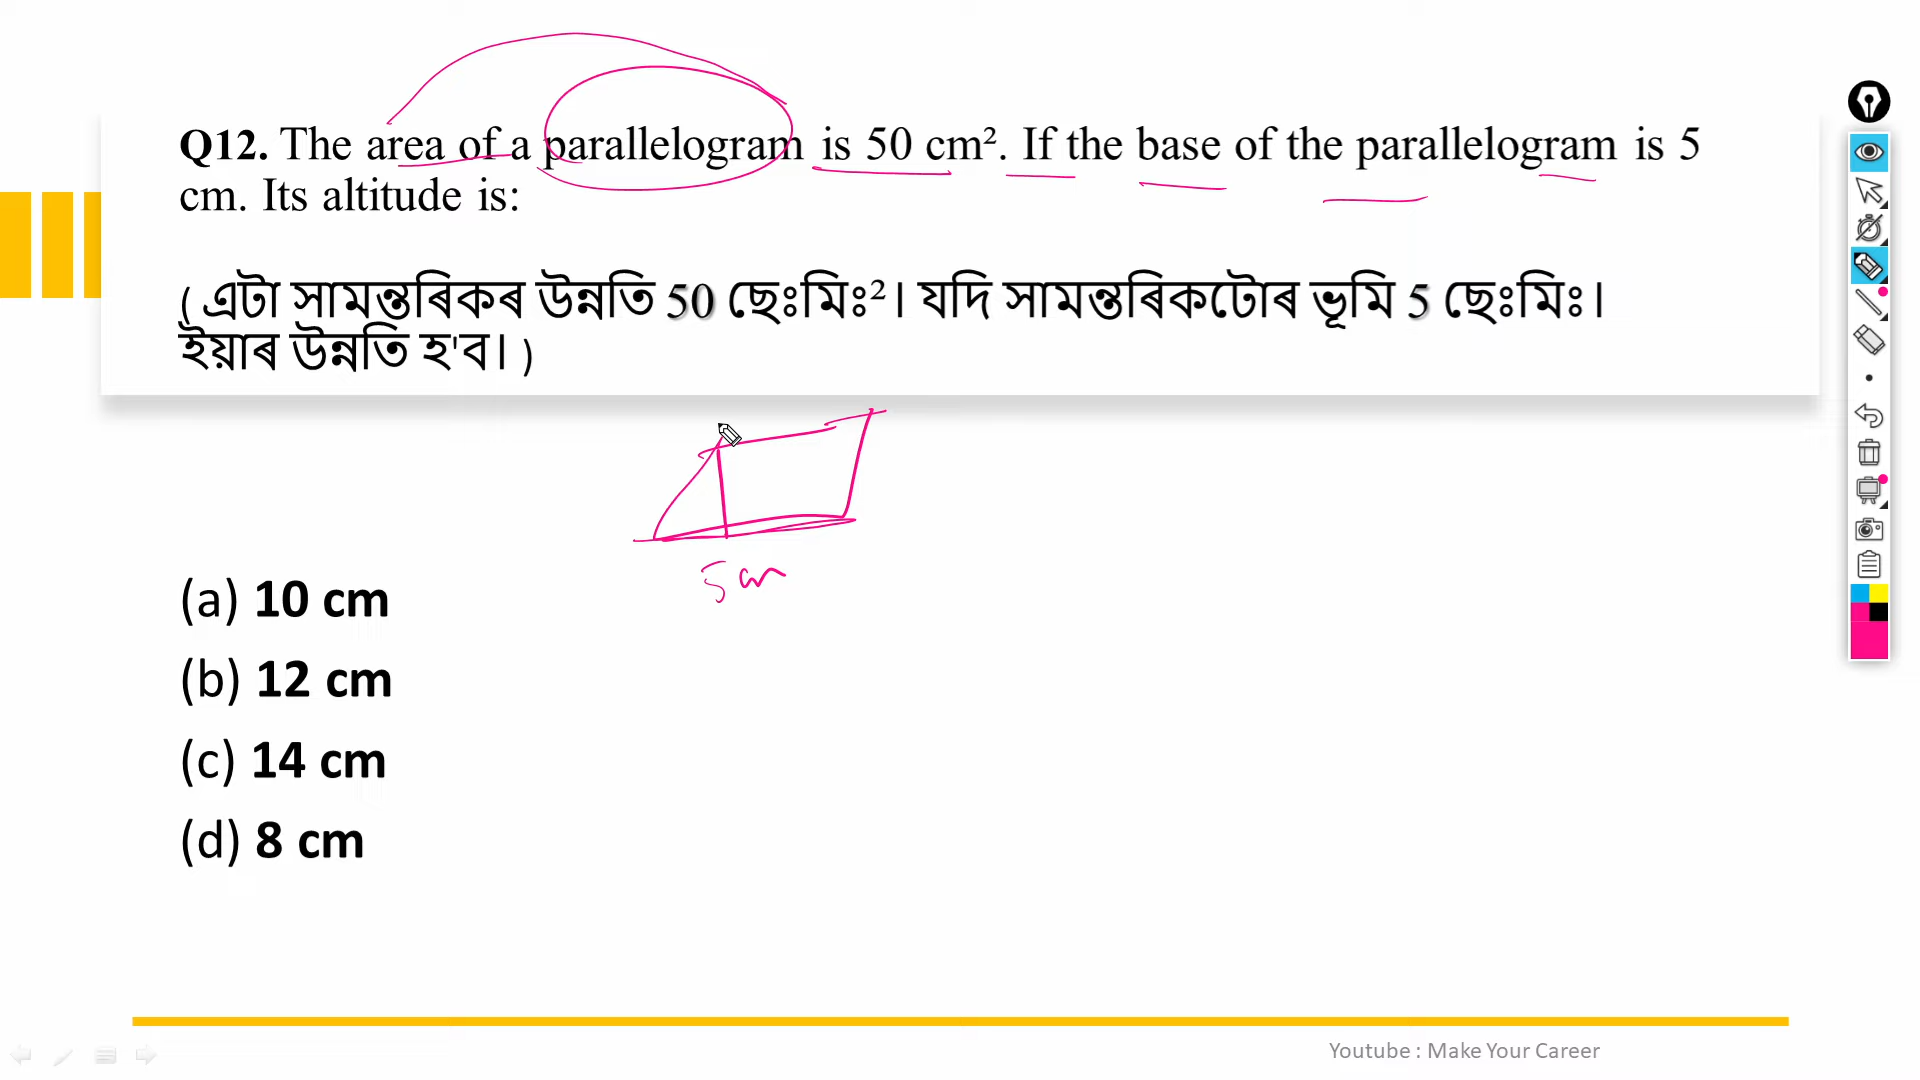 Q12. The area of a parallelogram is 50 cm². If the base of the parallelogram is 5
cm. Its altitude is:
( এটা সামন্তৰিকৰ উন্নতি 50 ছেঃমিঃ²। যদি সামন্তৰিকটোৰ ভূমি 5 ছেঃমিঃ।
ইয়াৰ উন্নতি হ'ব। )
5 cm
(a) 10 cm
(b) 12 cm
(c) 14 cm
(d) 8 cm
Youtube : Make Your Career